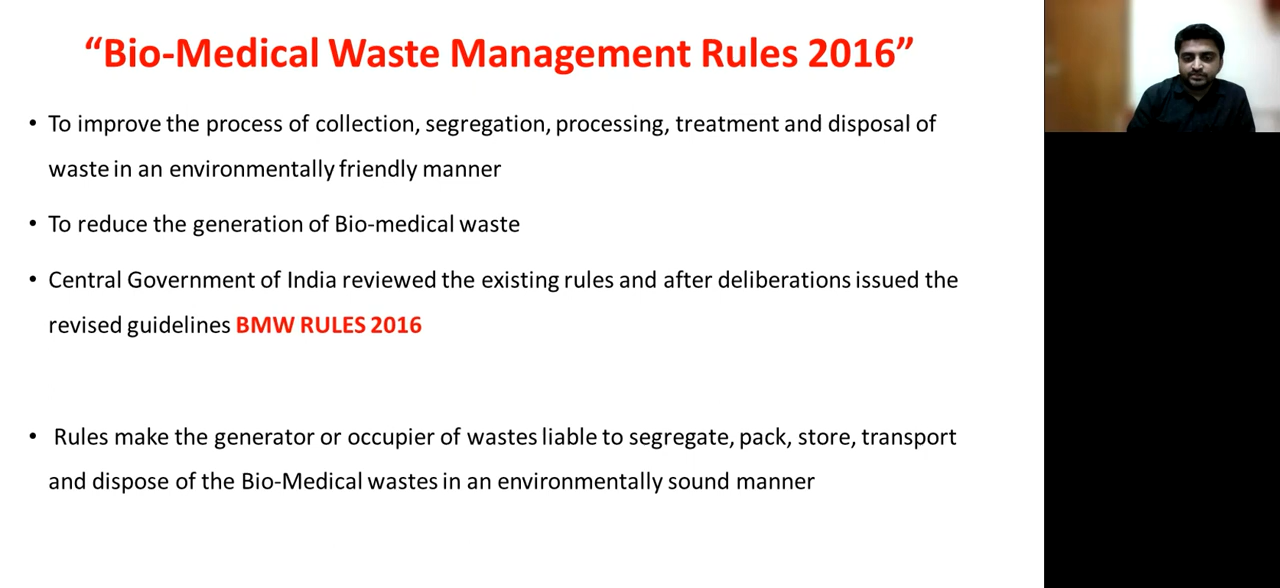 “Bio-Medical Waste Management Rules 2016”
• To improve the process of collection, segregation, processing, treatment and disposal of
waste in an environmentally friendly manner
• To reduce the generation of Bio-medical waste
• Central Government of India reviewed the existing rules and after deliberations issued the
revised guidelines BMW RULES 2016
• Rules make the generator or occupier of wastes liable to segregate, pack, store, transport
and dispose of the Bio-Medical wastes in an environmentally sound manner